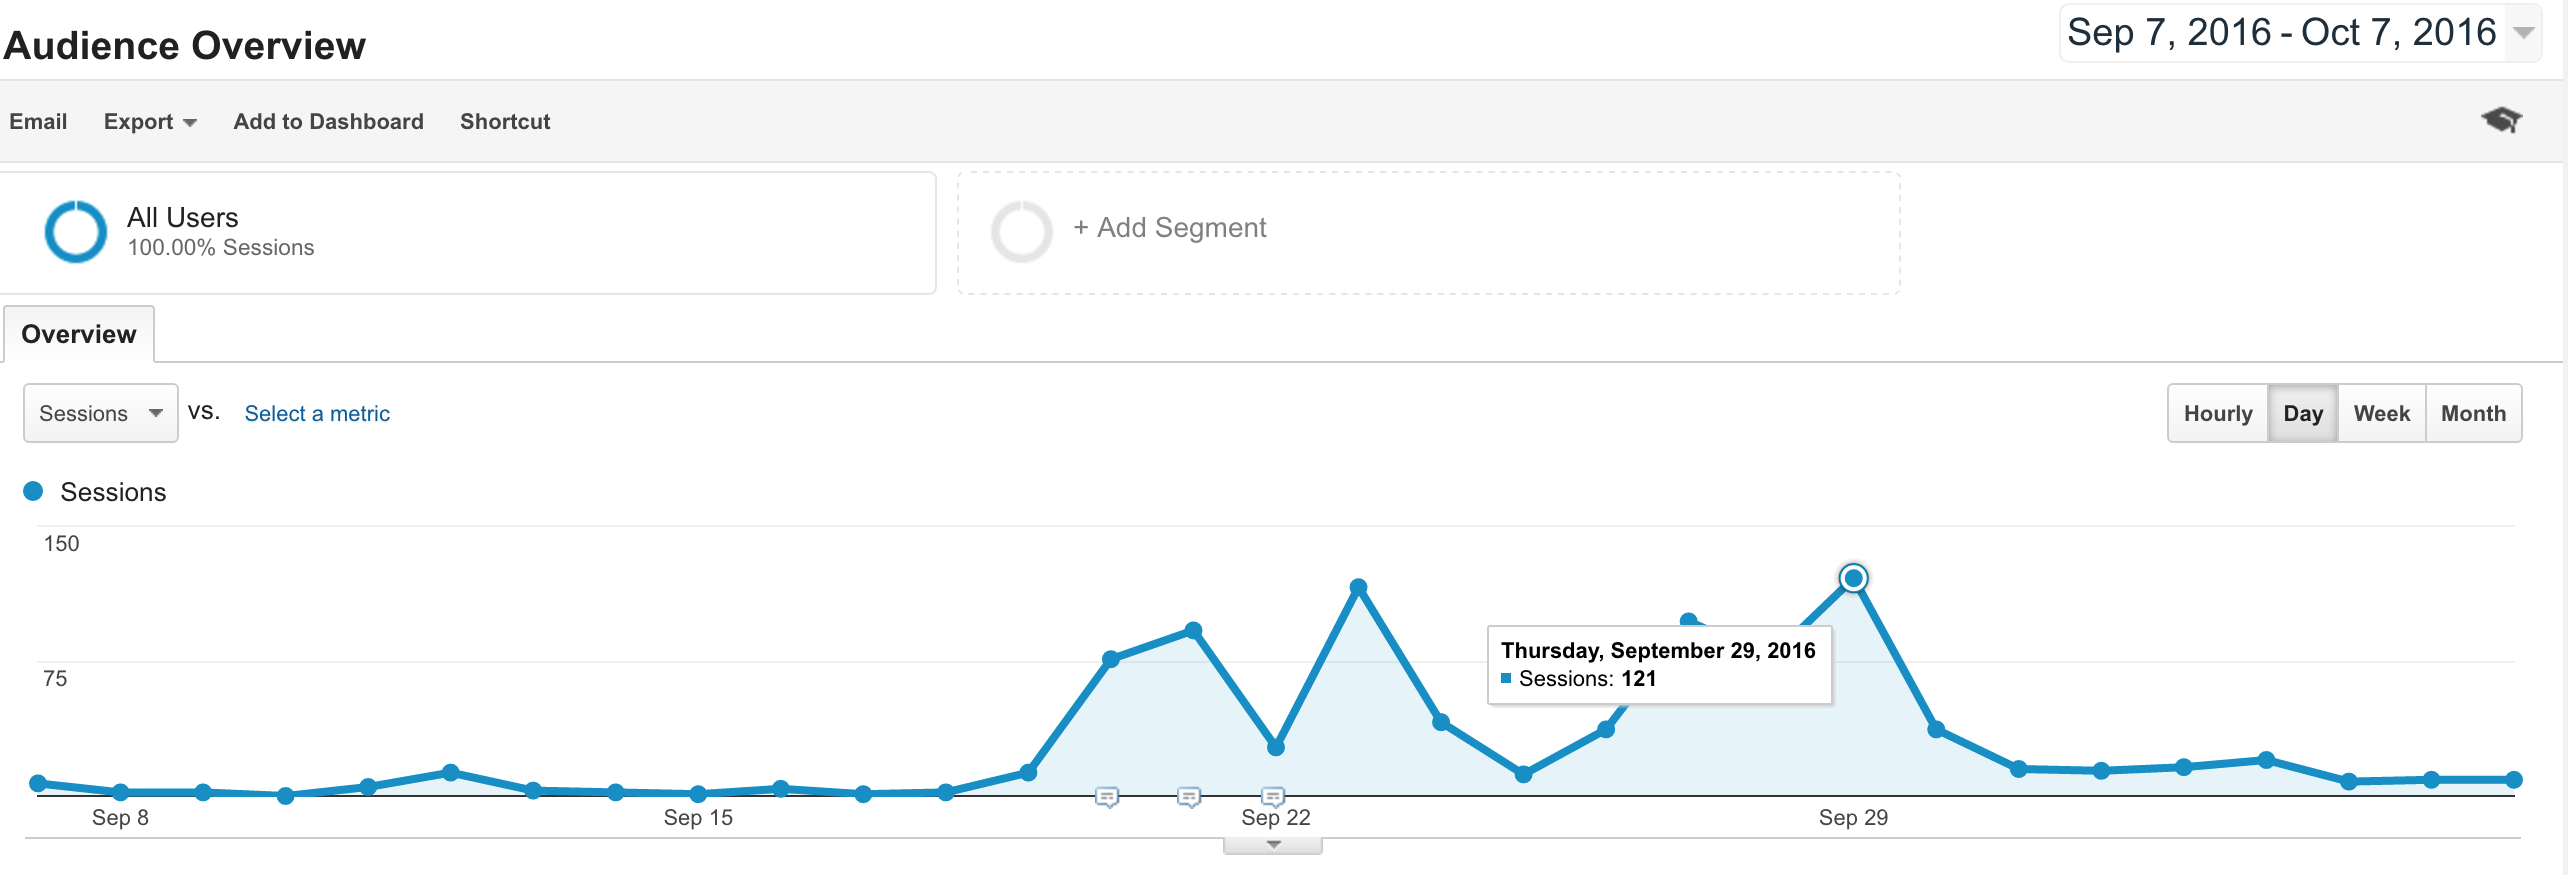 Audience Overview
Sep 7, 2016 - Oct 7, 2016
Email Export Add to Dashboard Shortcut
All Users
100.00% Sessions
+ Add Segment
Overview
Sessions vs. Select a metric
Hourly Day Week Month
Sessions
150
75
Thursday, September 29, 2016
Sessions: 121
Sep 8 Sep 15 Sep 22 Sep 29